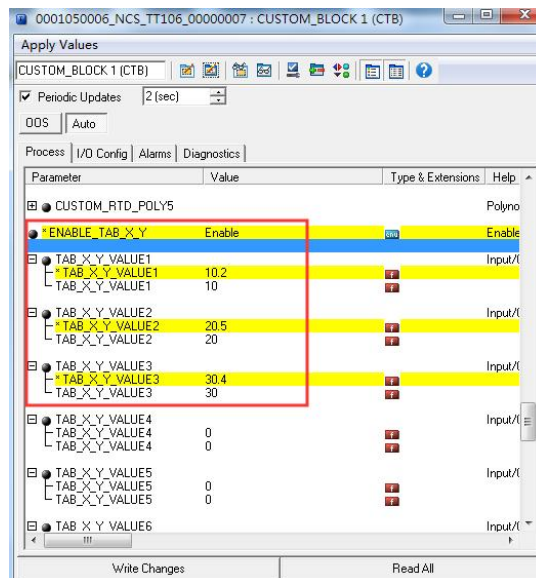 0001050006_NCS_TT106_00000007 : CUSTOM_BLOCK 1 (CTB)
Apply Values
CUSTOM_BLOCK 1 (CTB)
Periodic Updates 2 (sec)
OOS Auto
Process I/O Config Alarms Diagnostics
Parameter Value Type & Extensions Help
CUSTOM_RTD_POLY5 Polyno
* ENABLE_TAB_X_Y Enable Enable
TAB_X_Y_VALUE1 Input/
* TAB_X_Y_VALUE1 10.2
TAB_X_Y_VALUE1 10
TAB_X_Y_VALUE2 Input/
* TAB_X_Y_VALUE2 20.5
TAB_X_Y_VALUE2 20
TAB_X_Y_VALUE3 Input/
* TAB_X_Y_VALUE3 30.4
TAB_X_Y_VALUE3 30
TAB_X_Y_VALUE4 Input/
TAB_X_Y_VALUE4 0
TAB_X_Y_VALUE4 0
TAB_X_Y_VALUE5 Input/
TAB_X_Y_VALUE5 0
TAB_X_Y_VALUE5 0
TAB_X_Y_VALUE6 Input/
Write Changes Read All